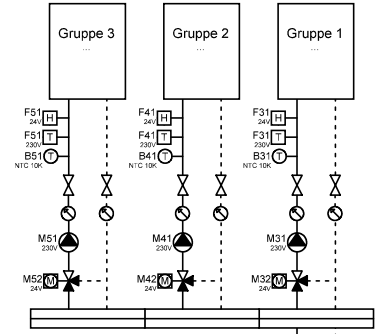 Gruppe 3
...
Gruppe 2
...
Gruppe 1
...
F51
24V
H
F41
24V
H
F31
24V
H
F51
230V
T
F41
230V
T
F31
230V
T
B51
NTC 10K
T
B41
NTC 10K
T
B31
NTC 10K
T
M51
230V
M41
230V
M31
230V
M52
24V
M
M42
24V
M
M32
24V
M